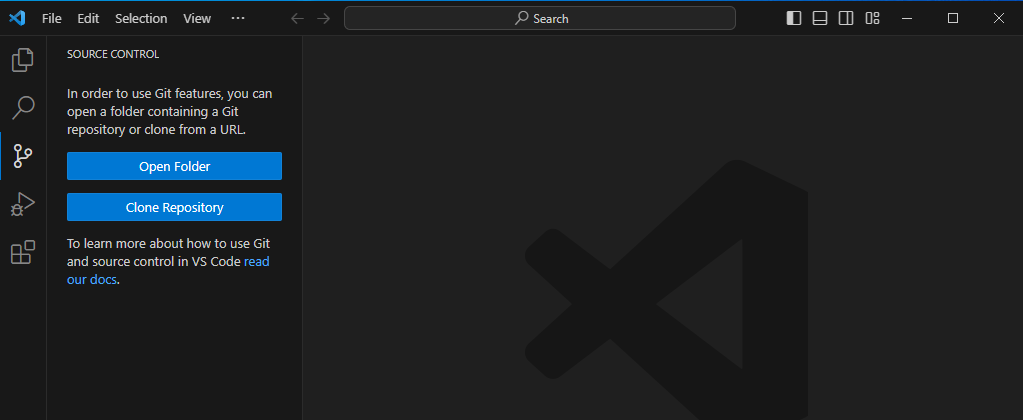 File Edit Selection View ··· Search
SOURCE CONTROL
In order to use Git features, you can
open a folder containing a Git
repository or clone from a URL.
Open Folder
Clone Repository
To learn more about how to use Git
and source control in VS Code read
our docs.